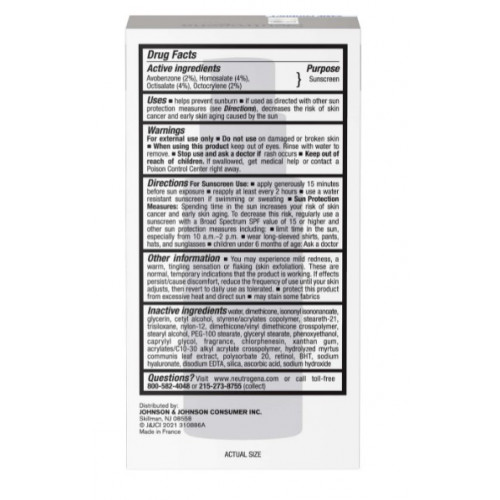 Drug Facts
Active ingredients Purpose
Avobenzone (2%), Homosalate (4%),
Octisalate (4%), Octocrylene (2%) } Sunscreen
Uses ■ helps prevent sunburn ■ If used as directed with other sun
protection measures (see Directions), decreases the risk of skin
cancer and early skin aging caused by the sun
Warnings
For external use only ■ Do not use on damaged or broken skin
■ When using this product keep out of eyes. Rinse with water to
remove. ■ Stop use and ask a doctor if rash occurs ■ Keep out of
reach of children. If swallowed, get medical help or contact a
Poison Control Center right away.
Directions For Sunscreen Use: ■ apply generously 15 minutes
before sun exposure ■ reapply at least every 2 hours ■ use a water
resistant sunscreen if swimming or sweating ■ Sun Protection
Measures: Spending time in the sun increases your risk of skin
cancer and early skin aging. To decrease this risk, regularly use a
sunscreen with a Broad Spectrum SPF value of 15 or higher and
other sun protection measures including: ■ limit time in the sun,
especially from 10 a.m.–2 p.m. ■ wear long-sleeved shirts, pants,
hats, and sunglasses ■ children under 6 months of age: Ask a doctor
Other information ■ You may experience mild redness, a
warm, tingling sensation or flaking (skin exfoliation). These are
normal, temporary indications that the product is working. If effects
persist/cause discomfort, reduce the frequency of use until your skin
adjusts, then revert to daily use as tolerated. ■ protect this product
from excessive heat and direct sun ■ may stain some fabrics
Inactive ingredients water, dimethicone, isononyl isononanoate,
glycerin, cetyl alcohol, styrene/acrylates copolymer, steareth-21,
trisiloxane, nylon-12, dimethicone/vinyl dimethicone crosspolymer,
stearyl alcohol, PEG-100 stearate, glyceryl stearate, phenoxyethanol,
caprylyl glycol, fragrance, chlorphenesin, xanthan gum,
acrylates/C10-30 alkyl acrylate crosspolymer, hydrolyzed myrtus
communis leaf extract, polysorbate 20, retinol, BHT, sodium
hyaluronate, disodium EDTA, silica, ascorbic acid, sodium hydroxide
Questions? Visit www.neutrogena.com or call toll-free
800-582-4048 or 215-273-8755 (collect)
Distributed by:
JOHNSON & JOHNSON CONSUMER INC.
Skillman, NJ 08558
© J&JCI 2021 310886A
Made in France
ACTUAL SIZE